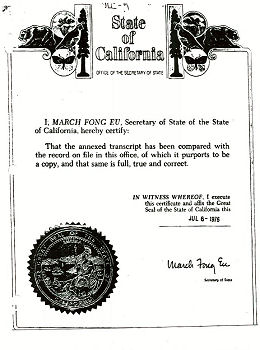 State
of
California
OFFICE OF THE SECRETARY OF STATE
I, MARCH FONG EU, Secretary of State of the State
of California, hereby certify:
That the annexed transcript has been compared with
the record on file in this office, of which it purports to be
a copy, and that same is full, true and correct.
IN WITNESS WHEREOF, I execute
this certificate and affix the Great
Seal of the State of California this
JUL 6- 1976
March Fong Eu
Secretary of State